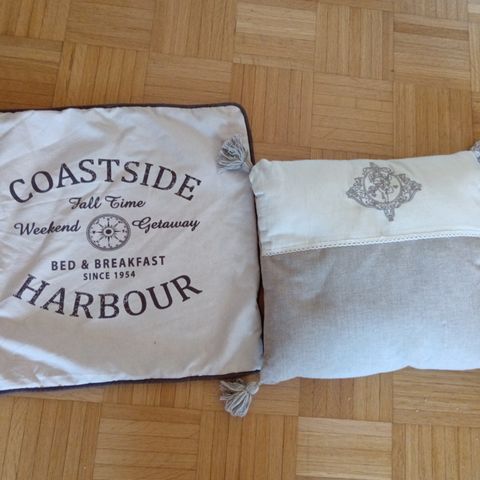 COASTSIDE
Fall Time
Weekend Getaway
BED & BREAKFAST
SINCE 1954
HARBOUR